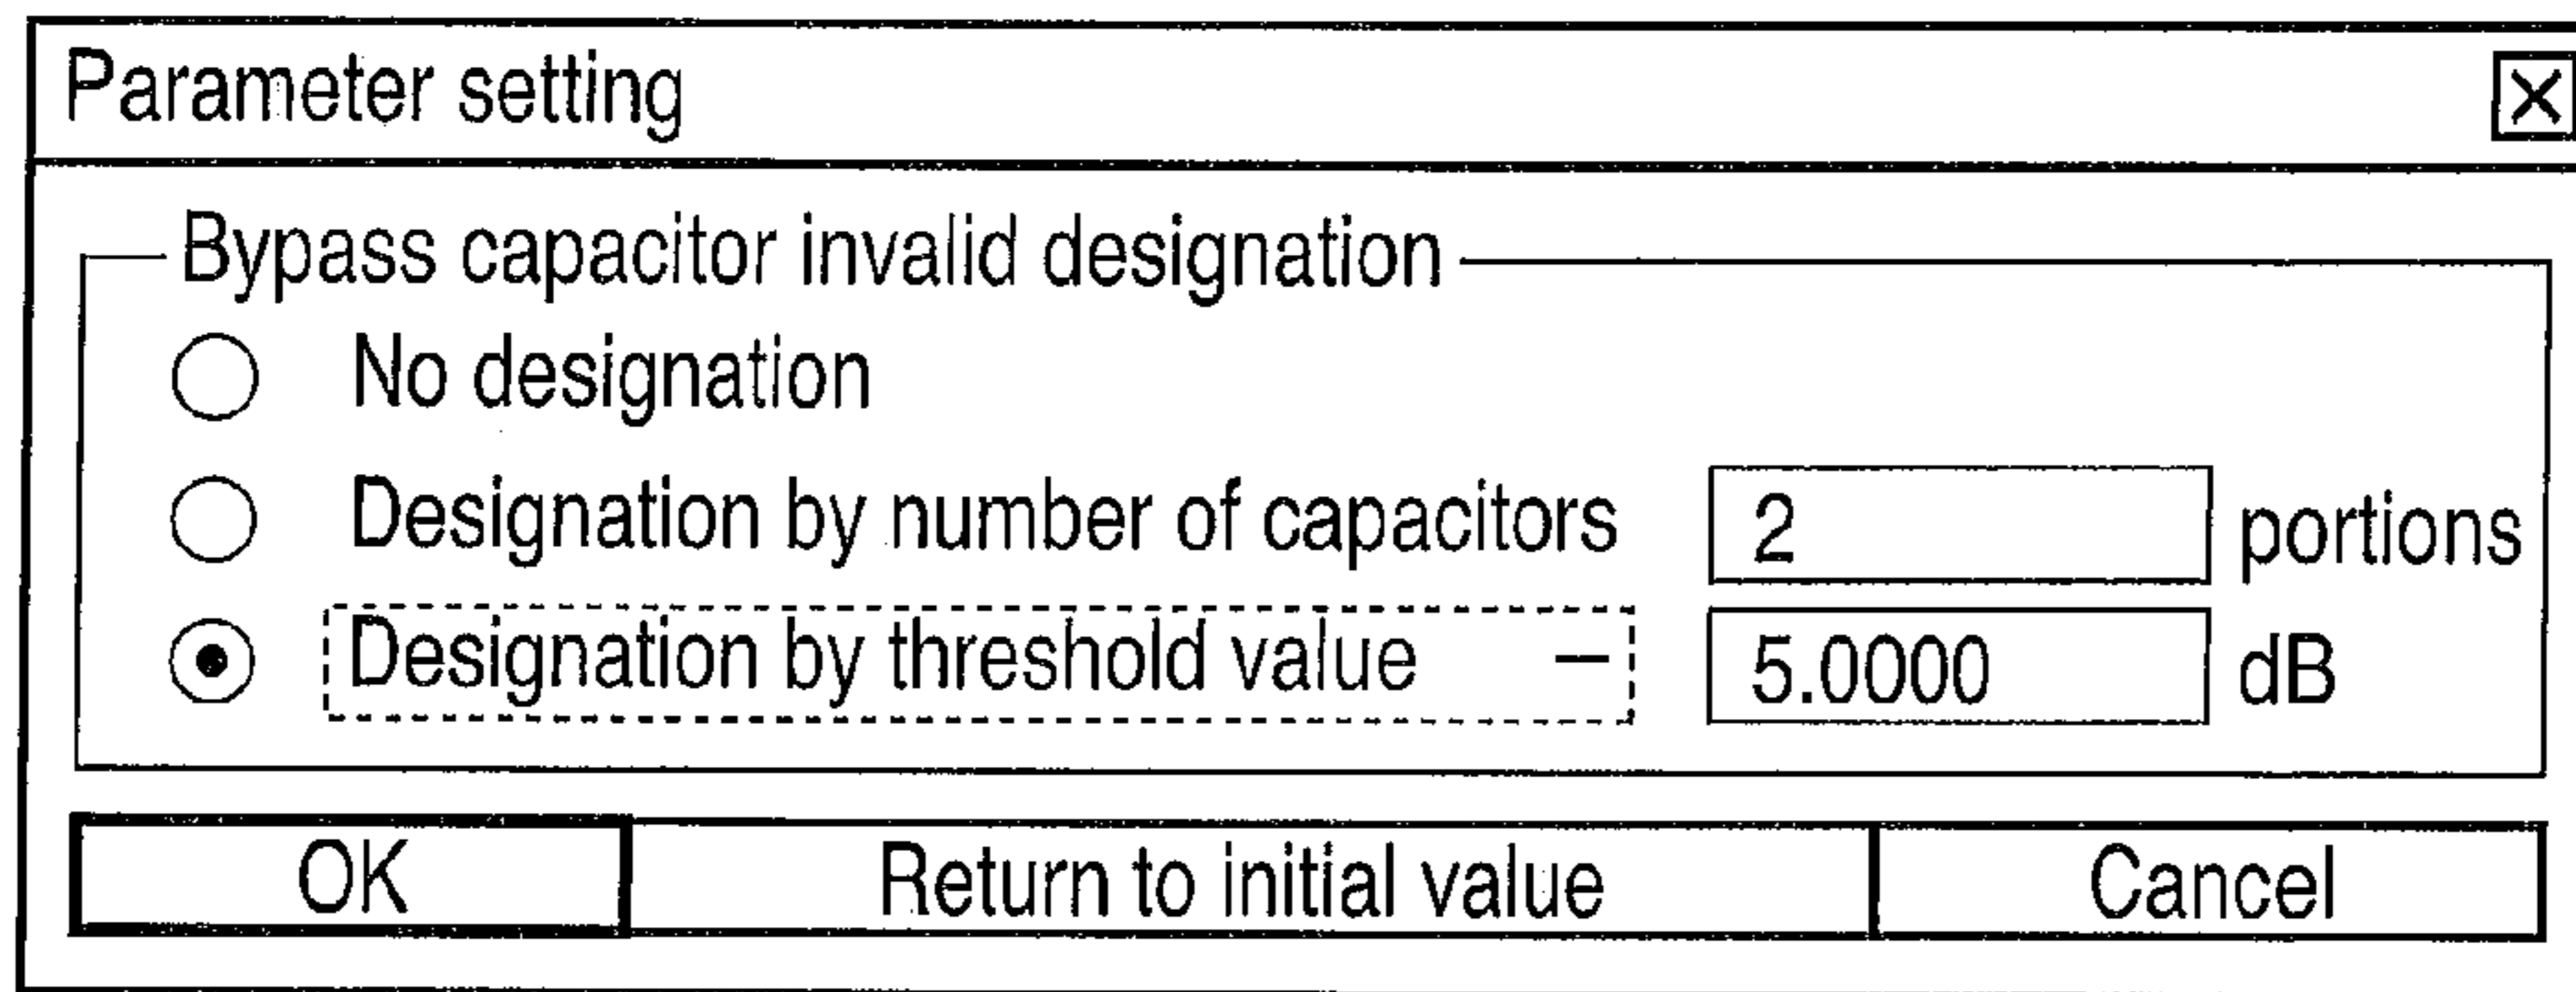 Parameter setting
Bypass capacitor invalid designation
No designation
Designation by number of capacitors 2 portions
Designation by threshold value – 5.0000 dB
OK Return to initial value Cancel